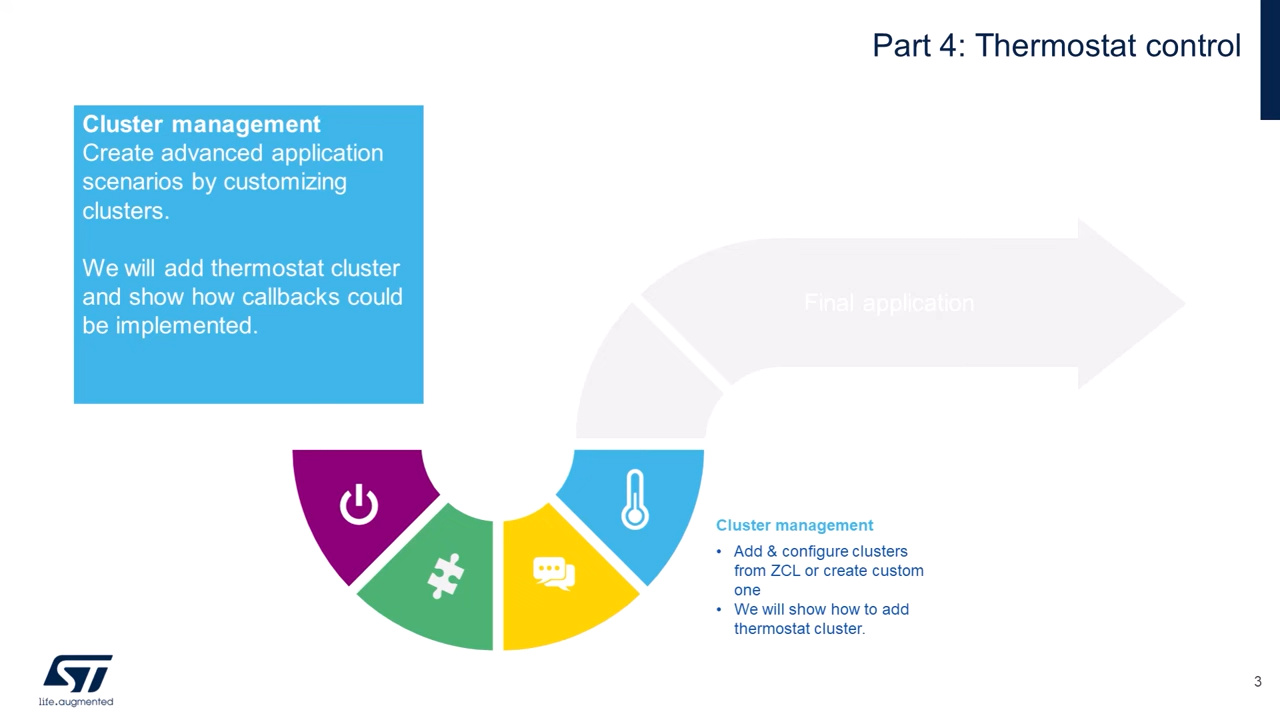 Part 4: Thermostat control
Cluster management
Create advanced application
scenarios by customizing
clusters.
We will add thermostat cluster
and show how callbacks could
be implemented.
Final application
Cluster management
• Add & configure clusters
from ZCL or create custom
one
• We will show how to add
thermostat cluster.
ST
life.augmented
3